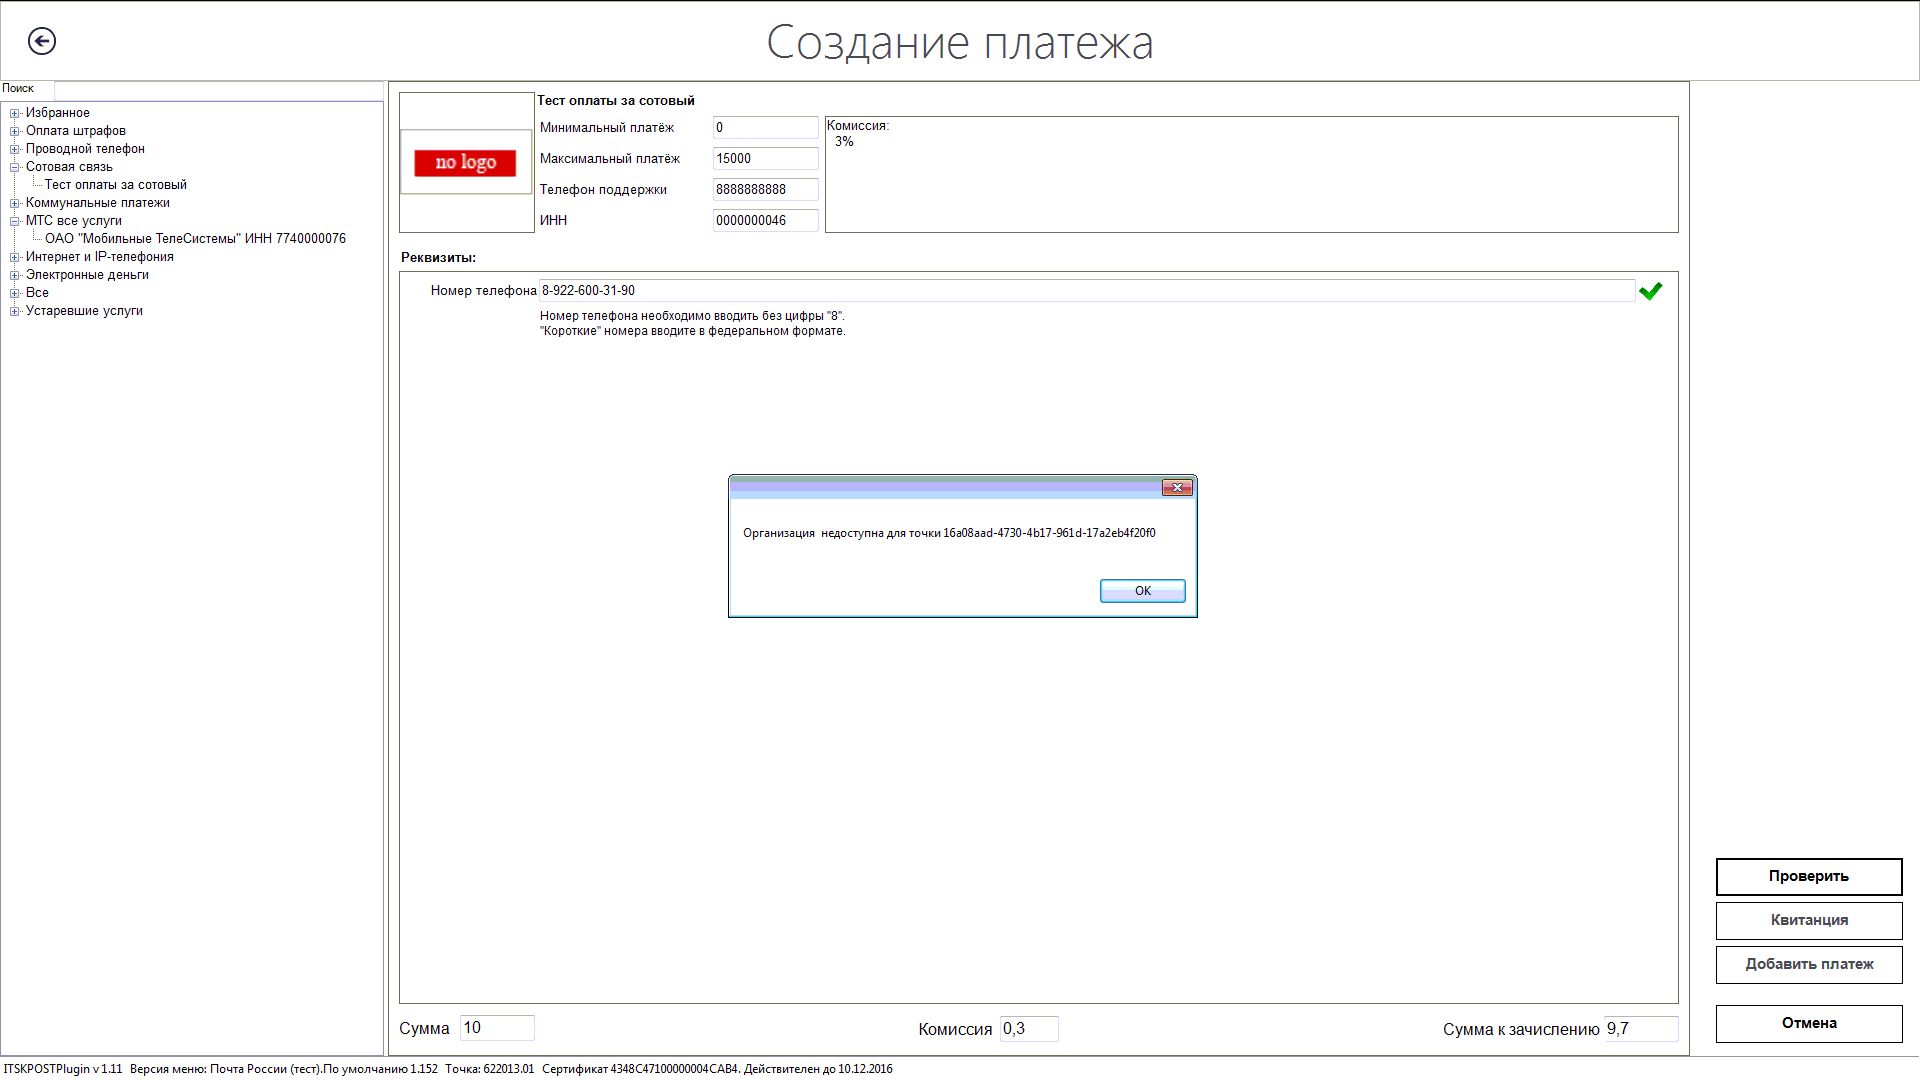 Создание платежа
Поиск
Избранное
Оплата штрафов
Проводной телефон
Сотовая связь
Тест оплаты за сотовый
Коммунальные платежи
МТС все услуги
ОАО "Мобильные ТелеСистемы" ИНН 7740000076
Интернет и IP-телефония
Электронные деньги
Все
Устаревшие услуги
no logo
Тест оплаты за сотовый
Минимальный платёж 0
Максимальный платёж 15000
Телефон поддержки 8888888888
ИНН 0000000046
Комиссия:
3%
Реквизиты:
Номер телефона 8-922-600-31-90
Номер телефона необходимо вводить без цифры "8".
"Короткие" номера вводите в федеральном формате.
Организация недоступна для точки 16a08aad-4730-4b17-961d-17a2eb4f20f0
OK
Проверить
Квитанция
Добавить платеж
Отмена
Сумма 10 Комиссия 0,3 Сумма к зачислению 9,7
ITSKPOSTPlugin v 1.11 Версия меню: Почта России (тест).По умолчанию 1.152 Точка: 622013.01 Сертификат 4348C47100000004CAB4. Действителен до 10.12.2016